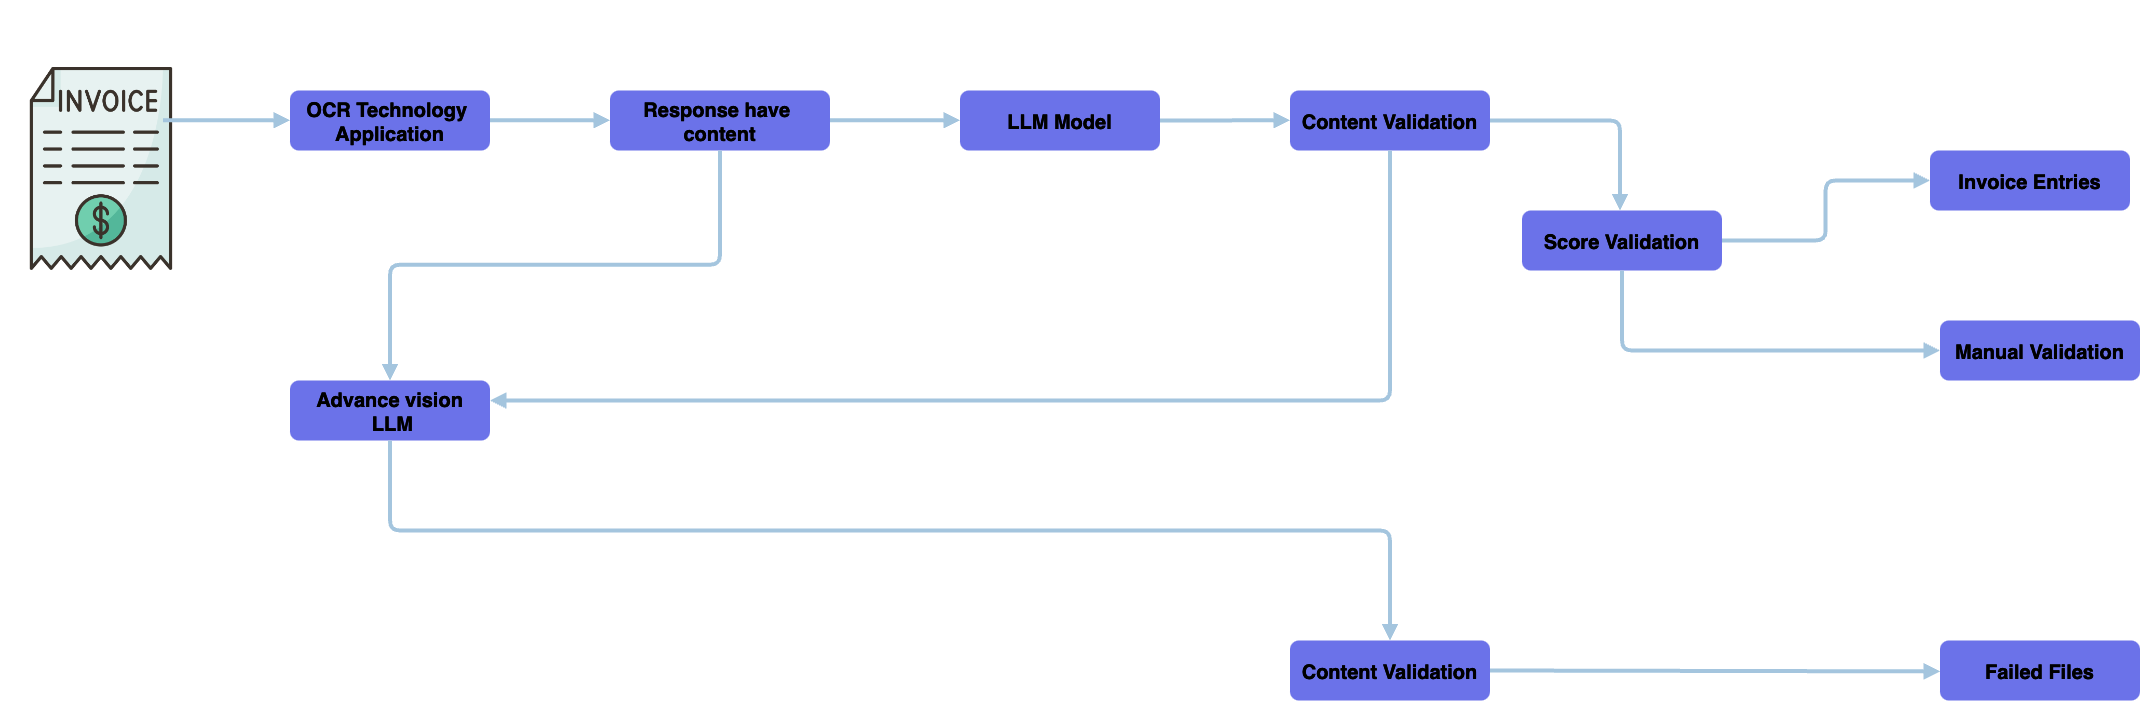 INVOICE
OCR Technology
Application
Response have
content
LLM Model
Content Validation
Score Validation
Invoice Entries
Manual Validation
Advance vision
LLM
Content Validation
Failed Files